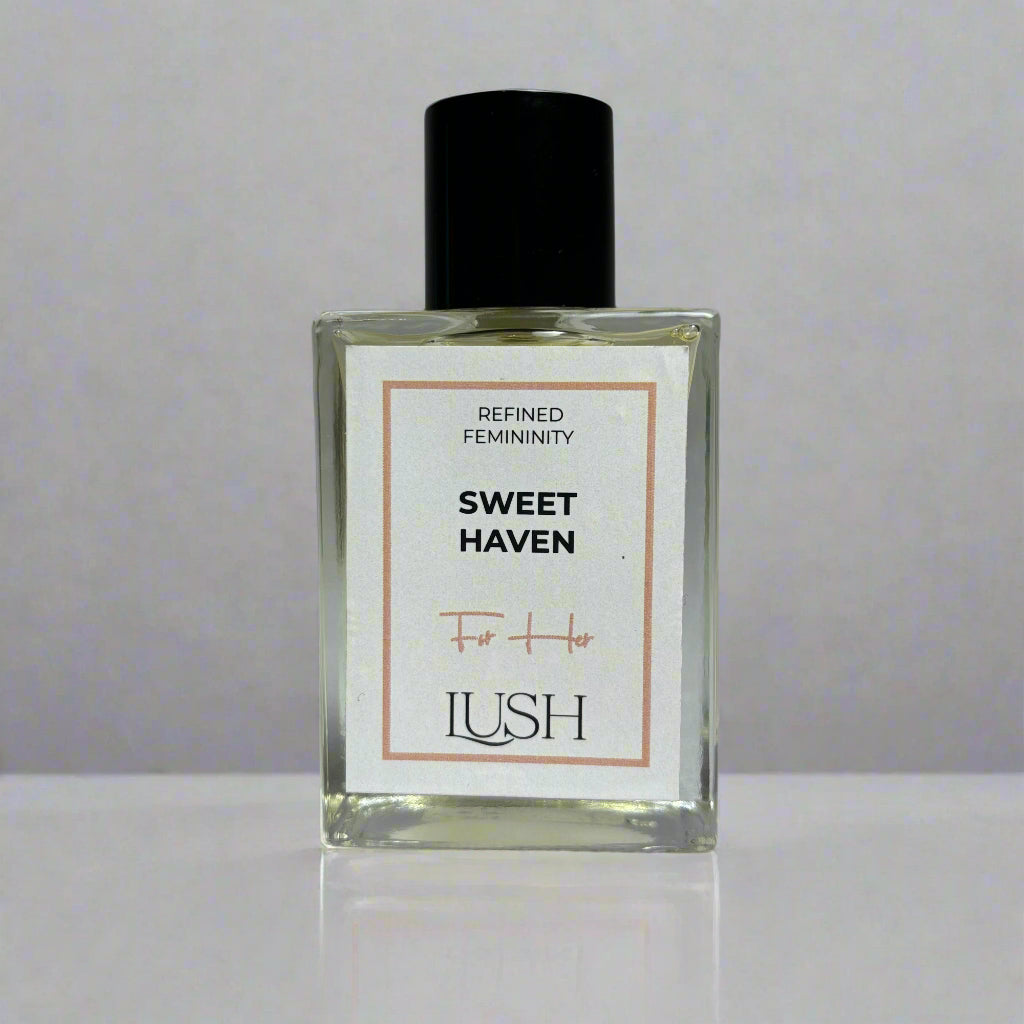 REFINED
FEMININITY
SWEET
HAVEN
For Her
LUSH